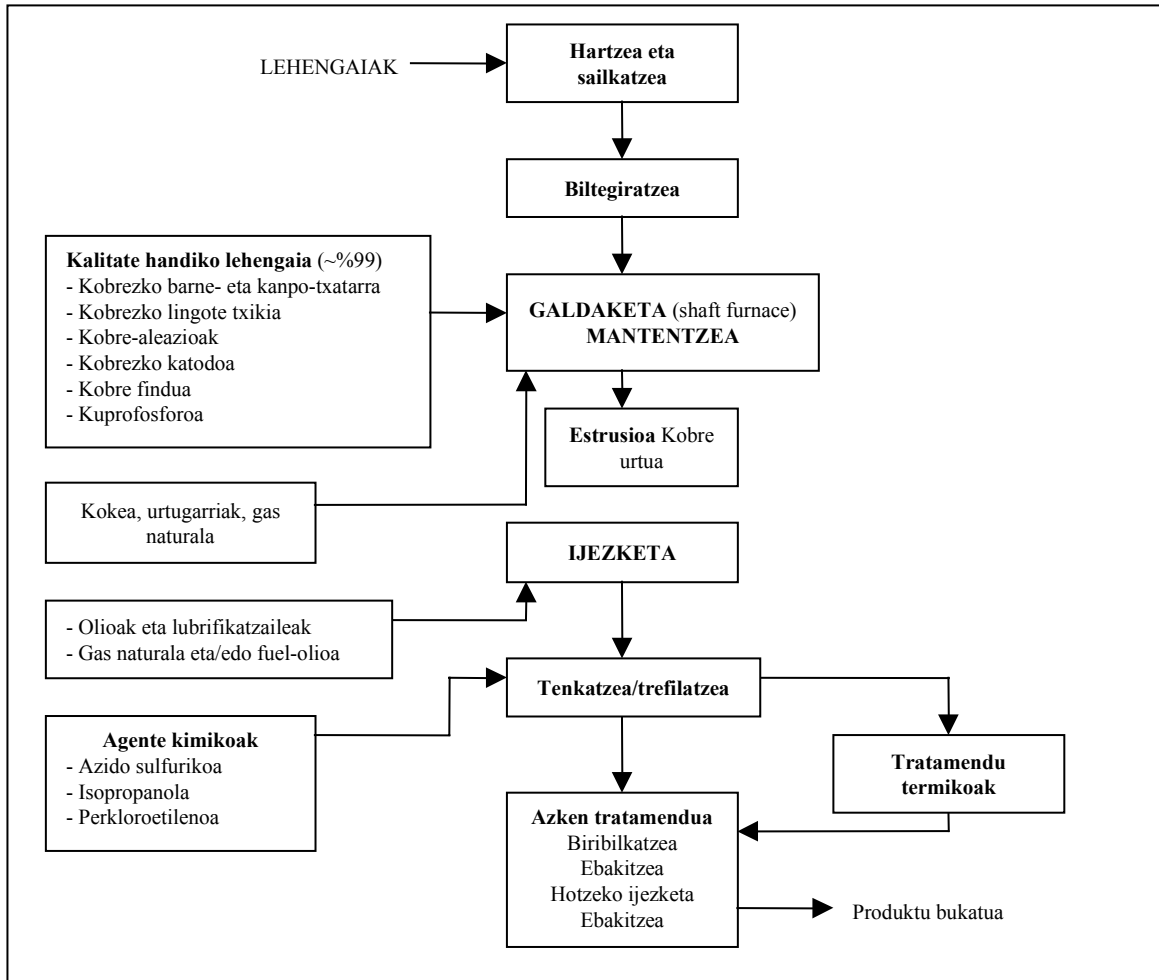 LEHENGAIAK
Hartzea eta
sailkatzea
Biltegiratzea
Kalitate handiko lehengaia (~%99)
- Kobrezko barne- eta kanpo-txatarra
- Kobrezko lingote txikia
- Kobre-aleazioak
- Kobrezko katodoa
- Kobre findua
- Kuprofosforoa
GALDAKETA (shaft furnace)
MANTENTZEA
Estrusioa Kobre
urtua
Kokea, urtugarriak, gas
naturala
IJEZKETA
- Olioak eta lubrifikatzaileak
- Gas naturala eta/edo fuel-olioa
Tenkatzea/trefilatzea
Agente kimikoak
- Azido sulfurikoa
- Isopropanola
- Perkloroetilenoa
Tratamendu
termikoak
Azken tratamendua
Biribilkatzea
Ebakitzea
Hotzeko ijezketa
Ebakitzea
Produktu bukatua